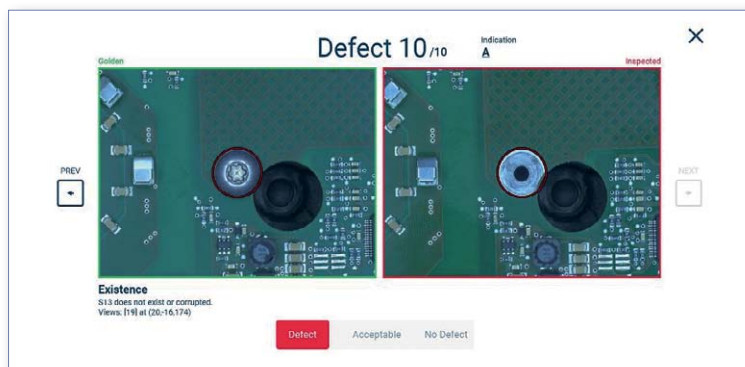 Defect 10/10
Indication
A
Golden
Inspected
PREV
NEXT
Existence
S13 does not exist or corrupted.
Views: [19] at (20,-16,174)
Defect
Acceptable
No Defect